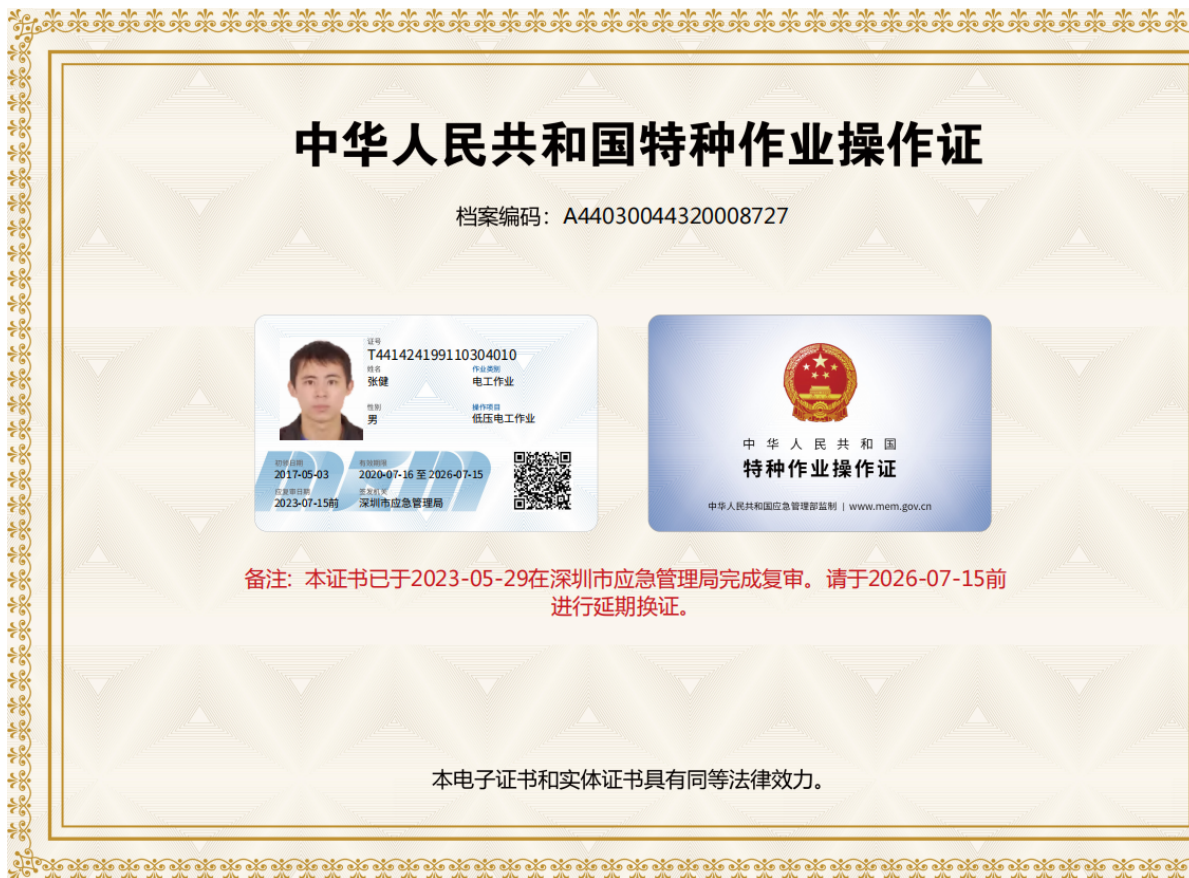 中华人民共和国特种作业操作证
档案编码：A44030044320008727
证号
T441424199110304010
姓名
张健
作业类别
电工作业
性别
男
操作项目
低压电工作业
初领日期
2017-05-03
有效期限
2020-07-16 至 2026-07-15
应复审日期
2023-07-15前
签发机关
深圳市应急管理局
中华人民共和国
特种作业操作证
中华人民共和国应急管理部监制 | www.mem.gov.cn
备注：本证书已于2023-05-29在深圳市应急管理局完成复审。请于2026-07-15前
进行延期换证。
本电子证书和实体证书具有同等法律效力。